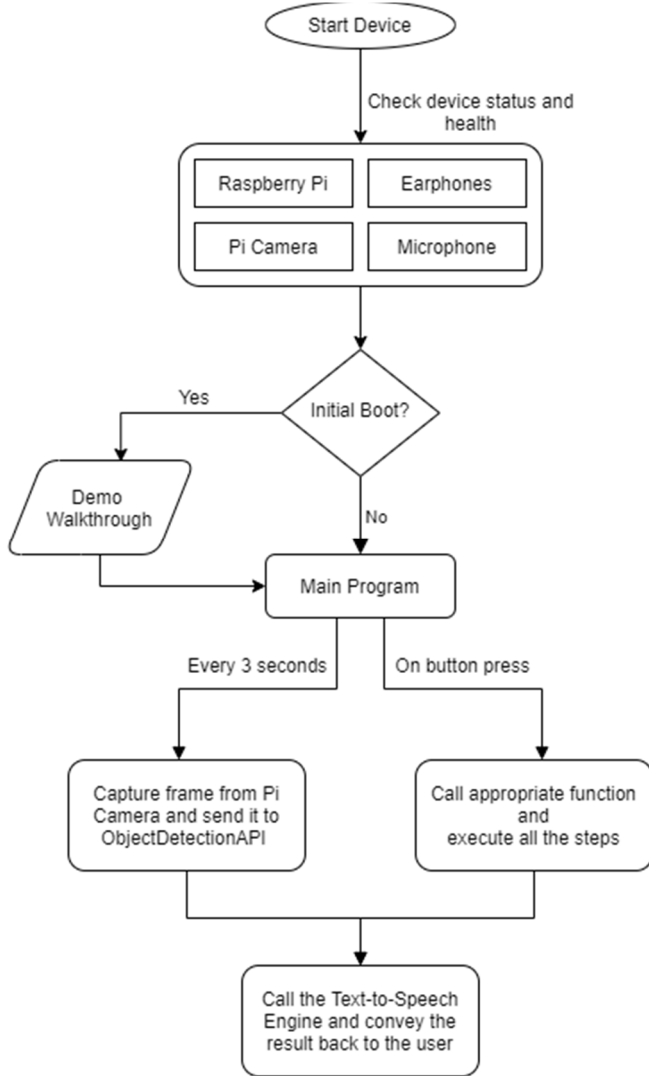 Start Device
Check device status and
health
Raspberry Pi
Earphones
Pi Camera
Microphone
Initial Boot?
Yes
Demo
Walkthrough
No
Main Program
Every 3 seconds
On button press
Capture frame from Pi
Camera and send it to
ObjectDetectionAPI
Call appropriate function
and
execute all the steps
Call the Text-to-Speech
Engine and convey the
result back to the user